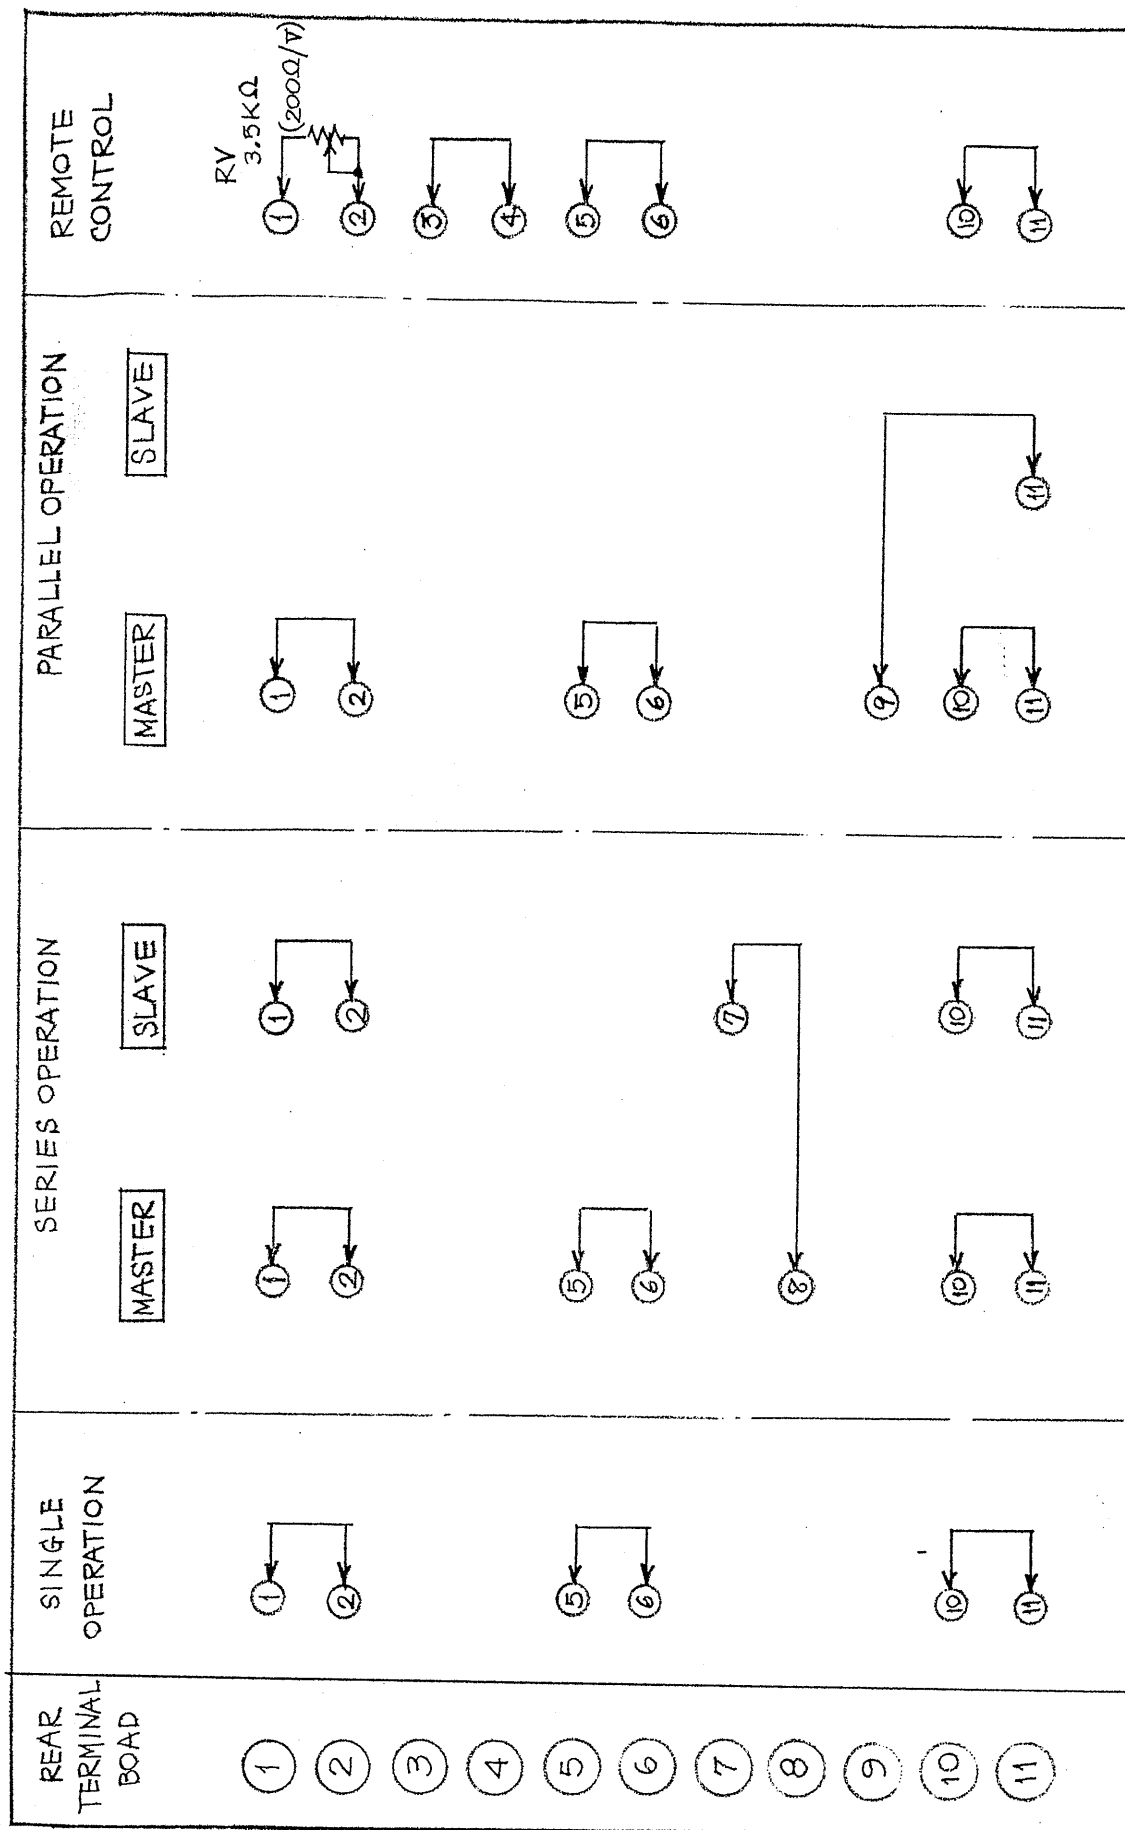 REAR
TERMINAL
BOAD
SINGLE
OPERATION
SERIES OPERATION
MASTER SLAVE
PARALLEL OPERATION
MASTER SLAVE
REMOTE
CONTROL
RV
3.5KΩ
(200Ω/V)
1 1 1 1 1 1
2 2 2 2 2 2
3 3
4 4
5 5 5 5 5
6 6 6 6 6
7 7
8 8
9 9
10 10 10 10 10 10
11 11 11 11 11 11 11